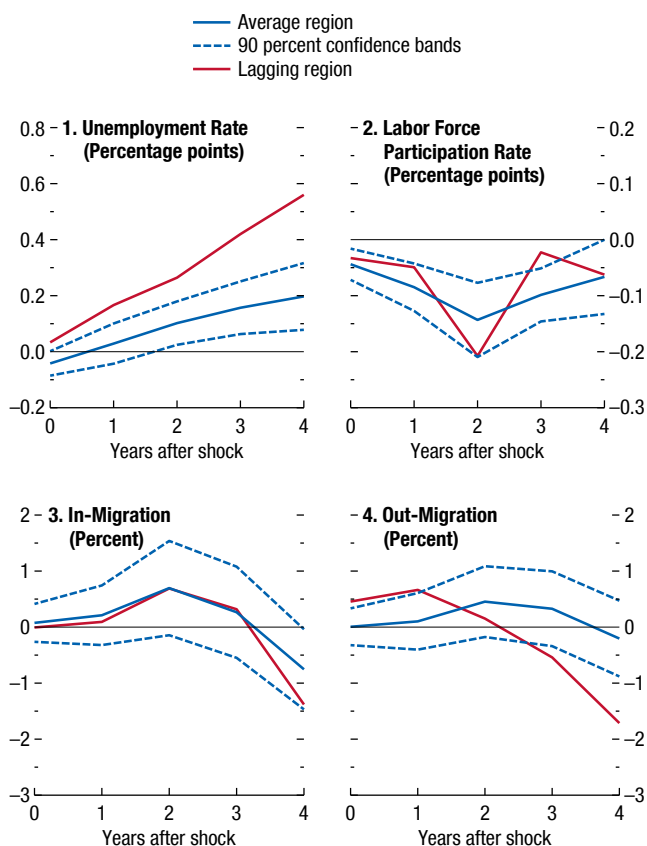 Average region
90 percent confidence bands
Lagging region
1. Unemployment Rate
(Percentage points)
0.8
0.6
0.4
0.2
0.0
−0.2
0 1 2 3 4
Years after shock
2. Labor Force
Participation Rate
(Percentage points)
0.2
0.1
0.0
−0.1
−0.2
−0.3
0 1 2 3 4
Years after shock
3. In-Migration
(Percent)
2
1
0
−1
−2
−3
0 1 2 3 4
Years after shock
4. Out-Migration
(Percent)
2
1
0
−1
−2
−3
0 1 2 3 4
Years after shock